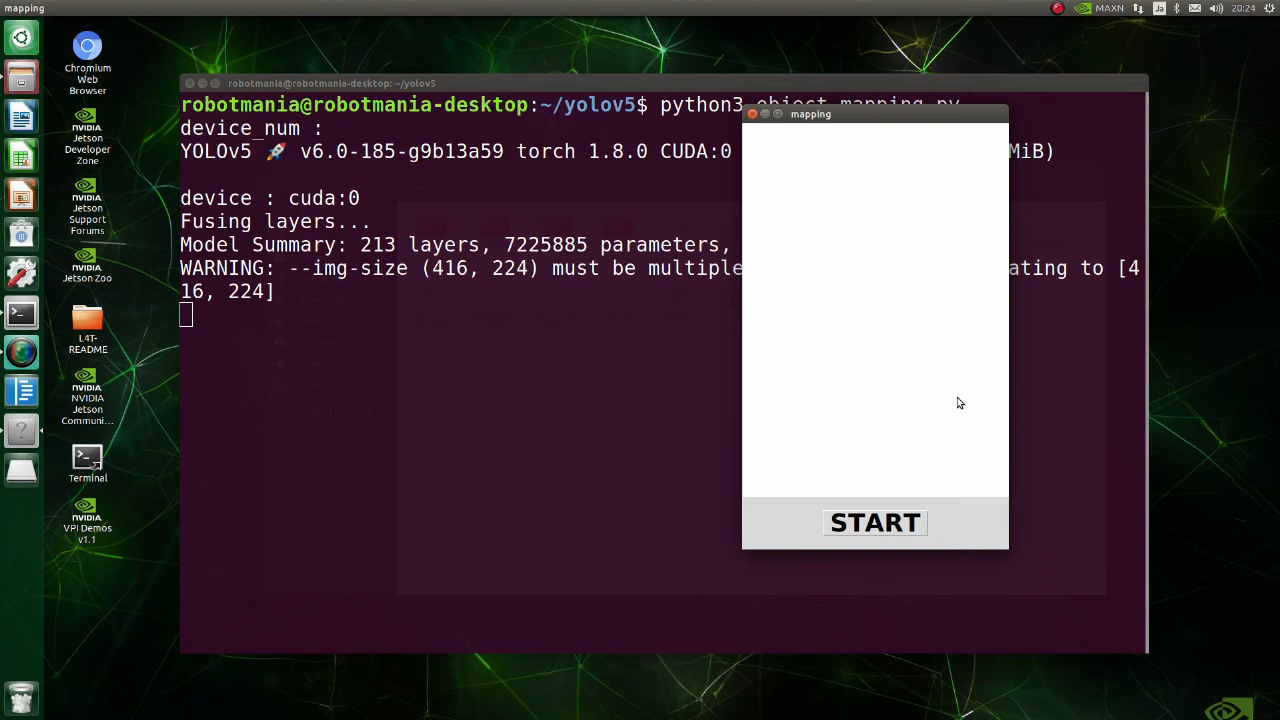 mapping
MAXN
Ja
20:24
Chromium
Web
Browser
NVIDIA
Jetson
Developer
Zone
NVIDIA
Jetson
Support
Forums
NVIDIA
Jetson Zoo
L4T-
README
NVIDIA
NVIDIA
Jetson
Communi...
Terminal
NVIDIA
VPI Demos
v1.1
robotmania@robotmania-desktop: ~/yolov5
robotmania@robotmania-desktop:~/yolov5$ python3 object_mapping.py
device_num :
YOLOv5 🚀 v6.0-185-g9b13a59 torch 1.8.0 CUDA:0 MiB)
device : cuda:0
Fusing layers...
Model Summary: 213 layers, 7225885 parameters,
WARNING: --img-size (416, 224) must be multiple ating to [4
16, 224]
mapping
START